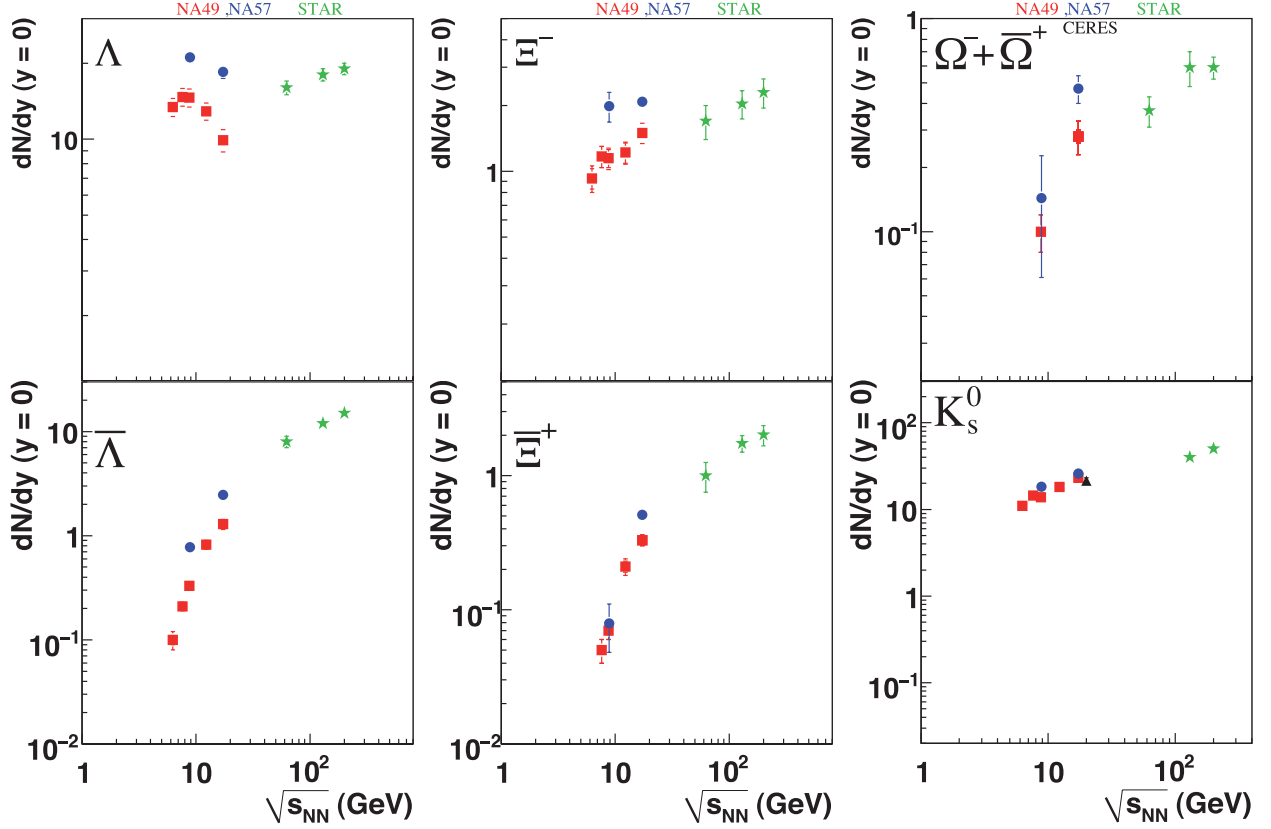 NA49 ,NA57 STAR
NA49 ,NA57 STAR
NA49 ,NA57 STAR
CERES
dN/dy (y = 0)
Λ
10
dN/dy (y = 0)
Ξ⁻
1
dN/dy (y = 0)
Ω⁻+Ω̅⁺
1
10⁻¹
dN/dy (y = 0)
Λ̅
10
1
10⁻¹
10⁻²
1 10 10²
√sNN (GeV)
dN/dy (y = 0)
Ξ̅⁺
1
10⁻¹
10⁻²
1 10 10²
√sNN (GeV)
dN/dy (y = 0)
K⁰s
10²
10
1
10⁻¹
1 10 10²
√sNN (GeV)